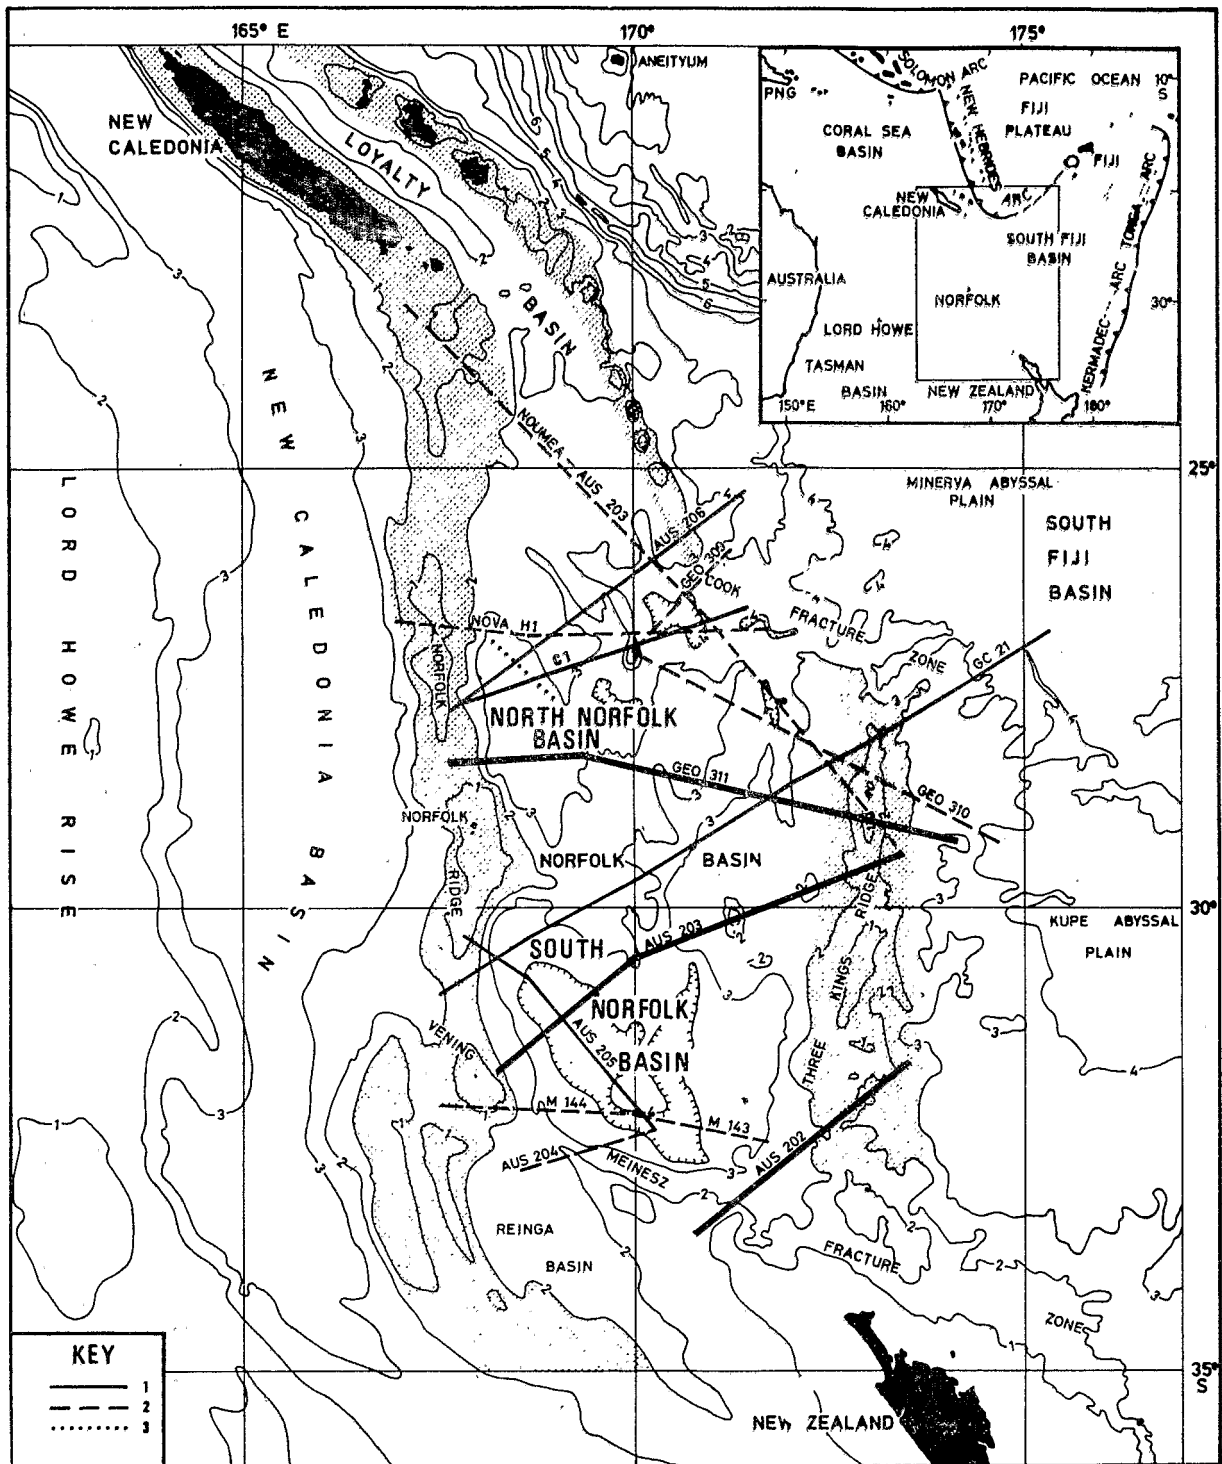 165° E
170°
175°
ANEITYUM
NEW
CALEDONIA
LOYALTY
BASIN
SOLOMON ARC
PACIFIC OCEAN
10°
S
PNG
NEW HEBRIDES
ARC
FIJI
PLATEAU
CORAL SEA
BASIN
FIJI
NEW
CALEDONIA
SOUTH FIJI
BASIN
TONGA ARC
KERMADEC ARC
AUSTRALIA
NORFOLK
30°
LORD HOWE
TASMAN
BASIN
NEW ZEALAND
150°E
160°
170°
180°
NEW CALEDONIA BASIN
LORD HOWE RISE
NOUMEA - AUS 203
25°
MINERVA ABYSSAL
PLAIN
SOUTH
FIJI
BASIN
AUS 206
GEO 309
COOK
FRACTURE
ZONE
NOVA H1
GC 21
NORFOLK
NORTH NORFOLK
BASIN
GEO 311
GEO 310
NORFOLK
RIDGE
NORFOLK
BASIN
30°
SOUTH
NORFOLK
BASIN
AUS 203
AUS 205
KUPE ABYSSAL
PLAIN
THREE
KINGS
RIDGE
VENING
MEINESZ
FRACTURE
ZONE
M 144
M 143
AUS 204
AUS 202
REINGA
BASIN
KEY
1
2
3
NEW ZEALAND
35°
S